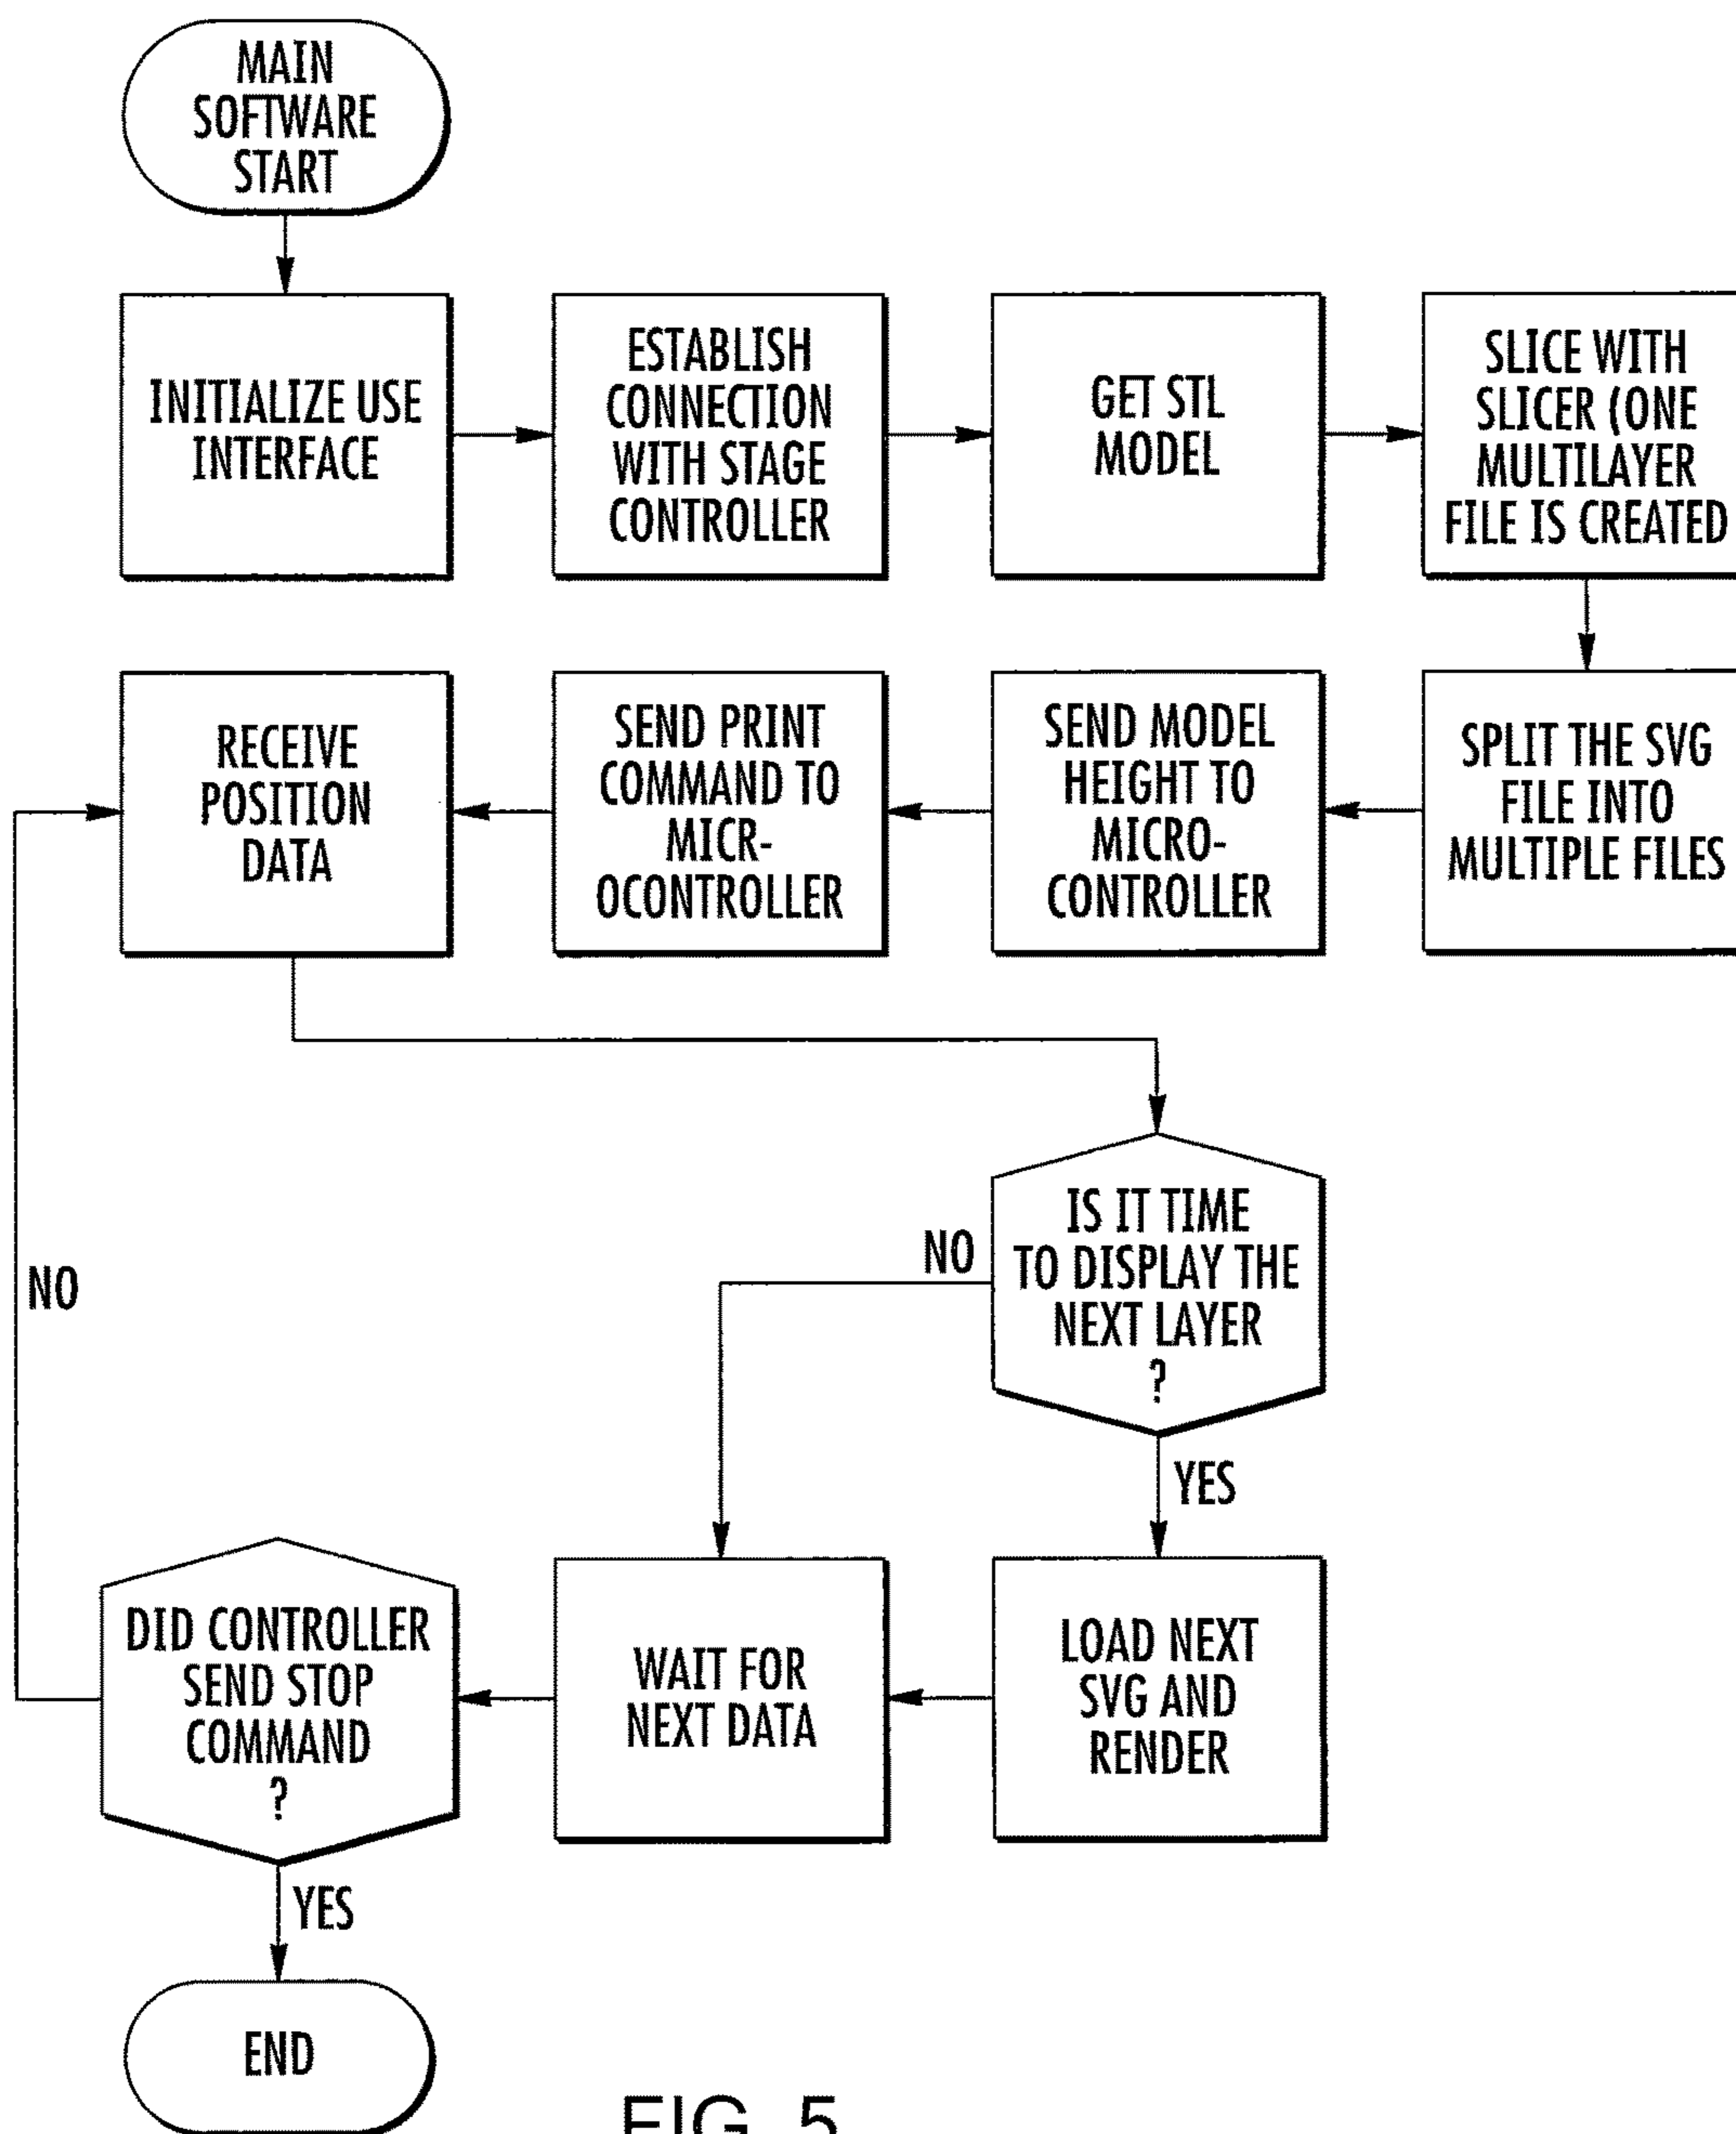 MAIN
SOFTWARE
START
INITIALIZE USE
INTERFACE
ESTABLISH
CONNECTION
WITH STAGE
CONTROLLER
GET STL
MODEL
SLICE WITH
SLICER (ONE
MULTILAYER
FILE IS CREATED
SPLIT THE SVG
FILE INTO
MULTIPLE FILES
SEND MODEL
HEIGHT TO
MICRO-
CONTROLLER
SEND PRINT
COMMAND TO
MICR-
OCONTROLLER
RECEIVE
POSITION
DATA
IS IT TIME
TO DISPLAY THE
NEXT LAYER
?
NO
YES
LOAD NEXT
SVG AND
RENDER
WAIT FOR
NEXT DATA
DID CONTROLLER
SEND STOP
COMMAND
?
NO
YES
END
FIG. 5